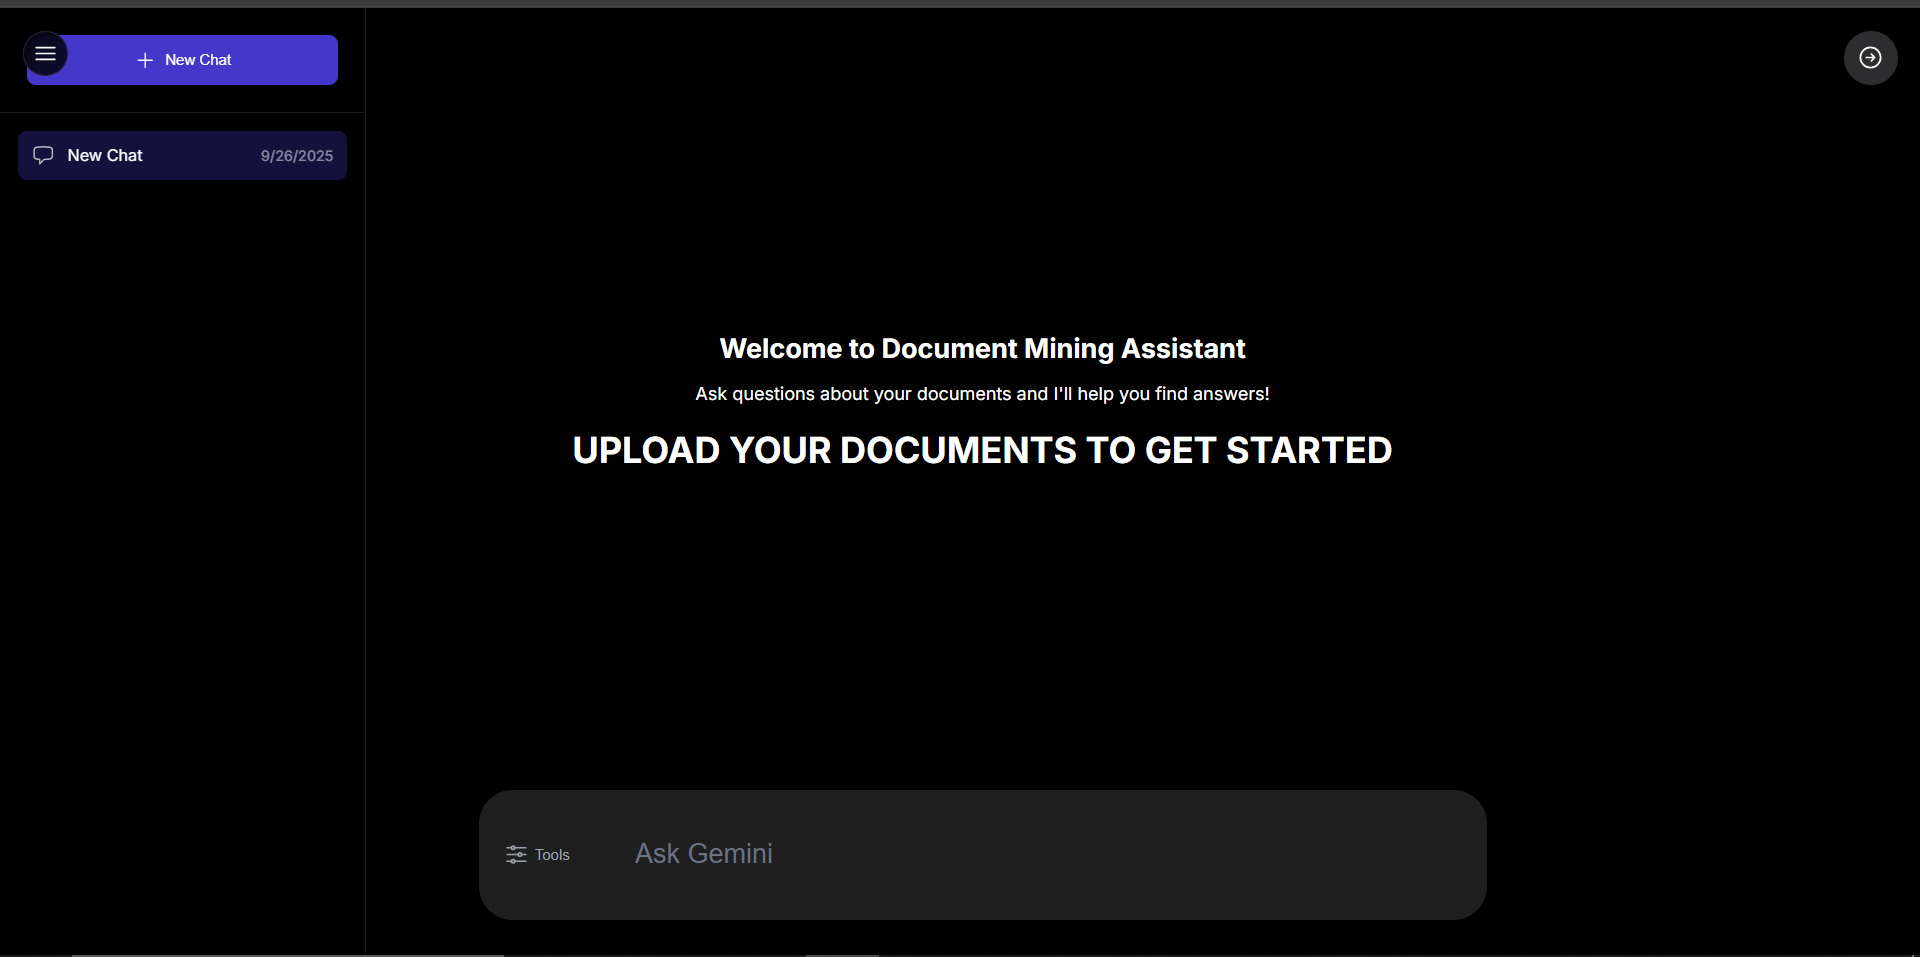 New Chat
New Chat 9/26/2025
Welcome to Document Mining Assistant
Ask questions about your documents and I'll help you find answers!
UPLOAD YOUR DOCUMENTS TO GET STARTED
Tools Ask Gemini